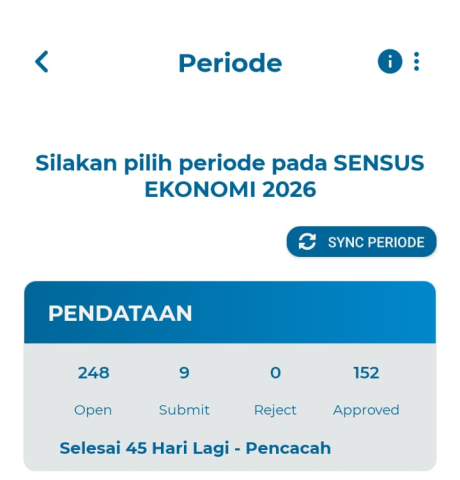 Periode
Silakan pilih periode pada SENSUS
EKONOMI 2026
SYNC PERIODE
PENDATAAN
248 9 0 152
Open Submit Reject Approved
Selesai 45 Hari Lagi - Pencacah